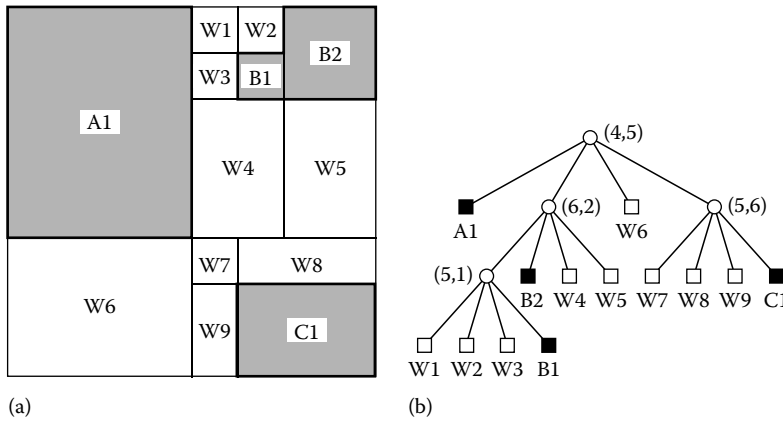 W1 W2
B2
W3 B1
A1
W4 W5
W7 W8
W6
W9 C1
(a)
(4,5)
A1 (6,2) W6 (5,6)
(5,1)
B2 W4 W5 W7 W8 W9 C1
W1 W2 W3 B1
(b)